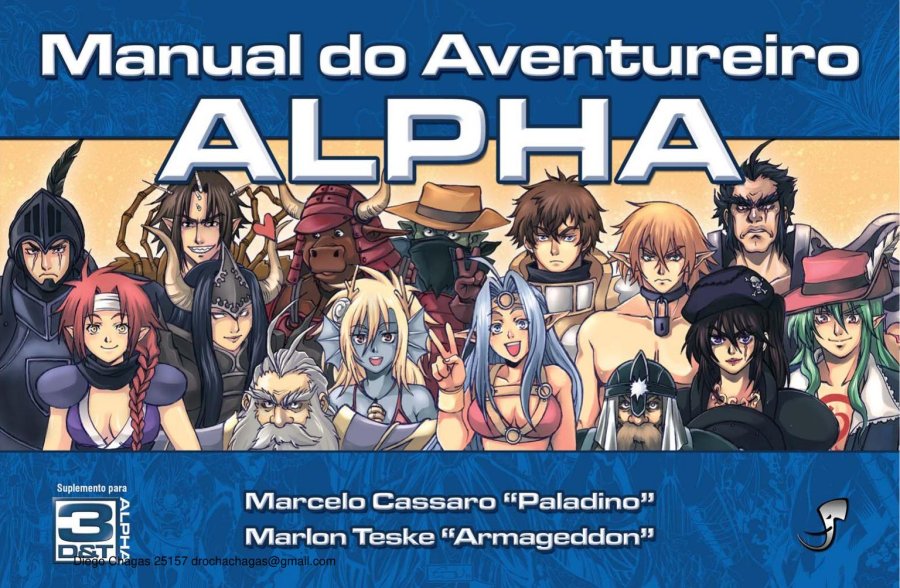 Manual do Aventureiro
ALPHA
Suplemento para
3
D&T
ALPHA
Marcelo Cassaro “Paladino”
Marlon Teske “Armageddon”
Diego Chagas 25157 drochachagas@gmail.com